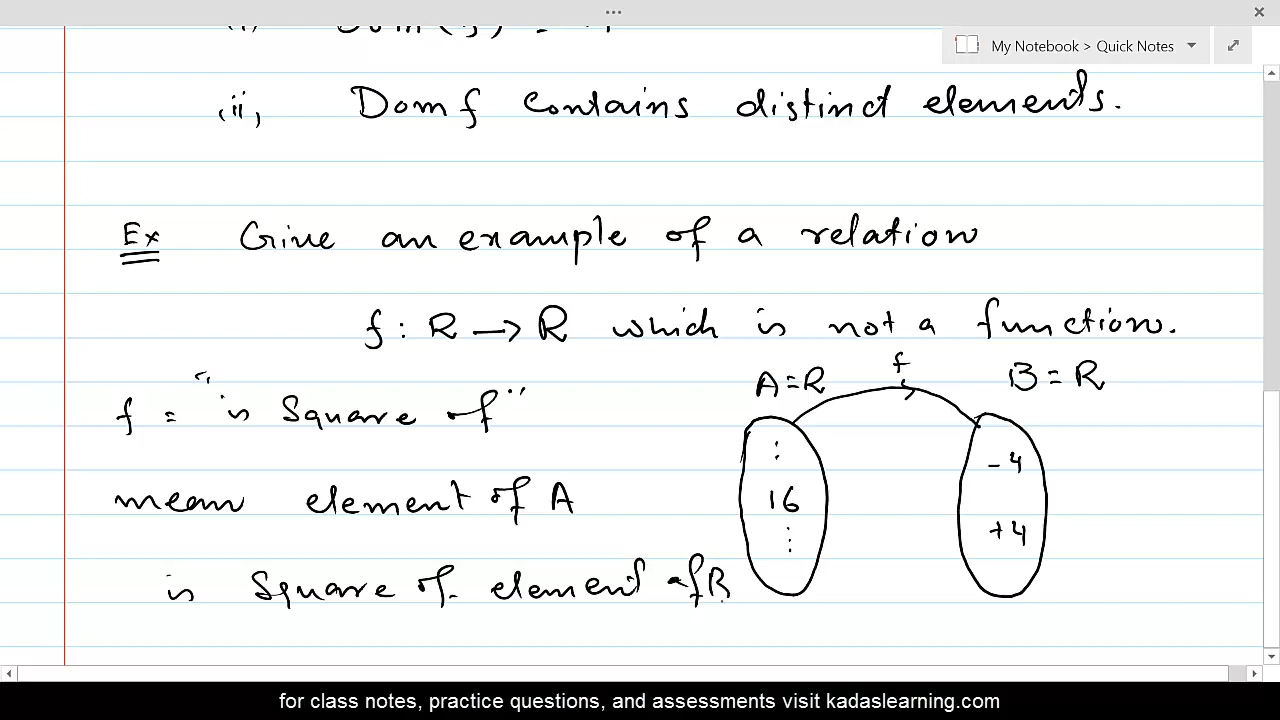 My Notebook > Quick Notes
(ii) Dom f contains distinct elements.
Ex Give an example of a relation
f : R → R which is not a function.
f = "is Square of"
mean element of A
is Square of element of B
A = R f B = R
:
16
⋮
- 4
+ 4
for class notes, practice questions, and assessments visit kadaslearning.com